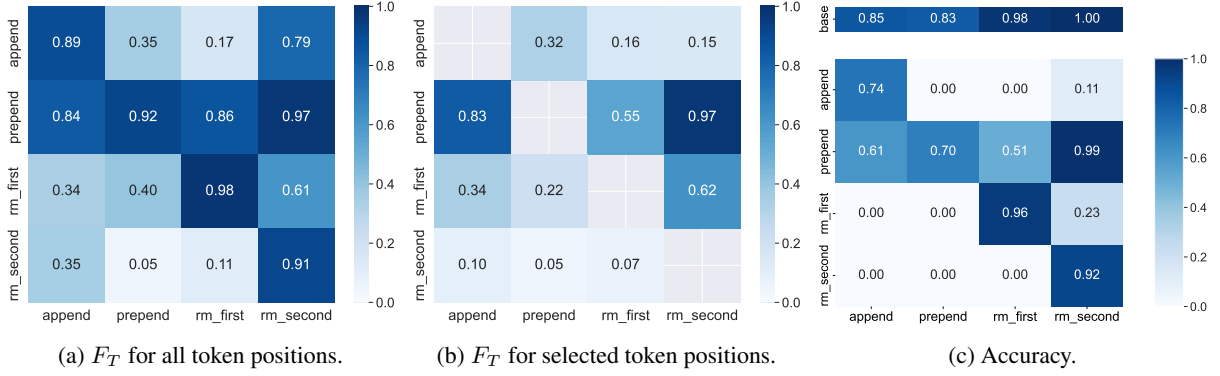 append 0.89 0.35 0.17 0.79
prepend 0.84 0.92 0.86 0.97
rm_first 0.34 0.40 0.98 0.61
rm_second 0.35 0.05 0.11 0.91
append prepend rm_first rm_second
1.0
0.8
0.6
0.4
0.2
0.0
(a) F_T for all token positions.
append 0.32 0.16 0.15
prepend 0.83 0.55 0.97
rm_first 0.34 0.22 0.62
rm_second 0.10 0.05 0.07
append prepend rm_first rm_second
1.0
0.8
0.6
0.4
0.2
0.0
(b) F_T for selected token positions.
base 0.85 0.83 0.98 1.00
append 0.74 0.00 0.00 0.11
prepend 0.61 0.70 0.51 0.99
rm_first 0.00 0.00 0.96 0.23
rm_second 0.00 0.00 0.00 0.92
append prepend rm_first rm_second
1.0
0.8
0.6
0.4
0.2
0.0
(c) Accuracy.